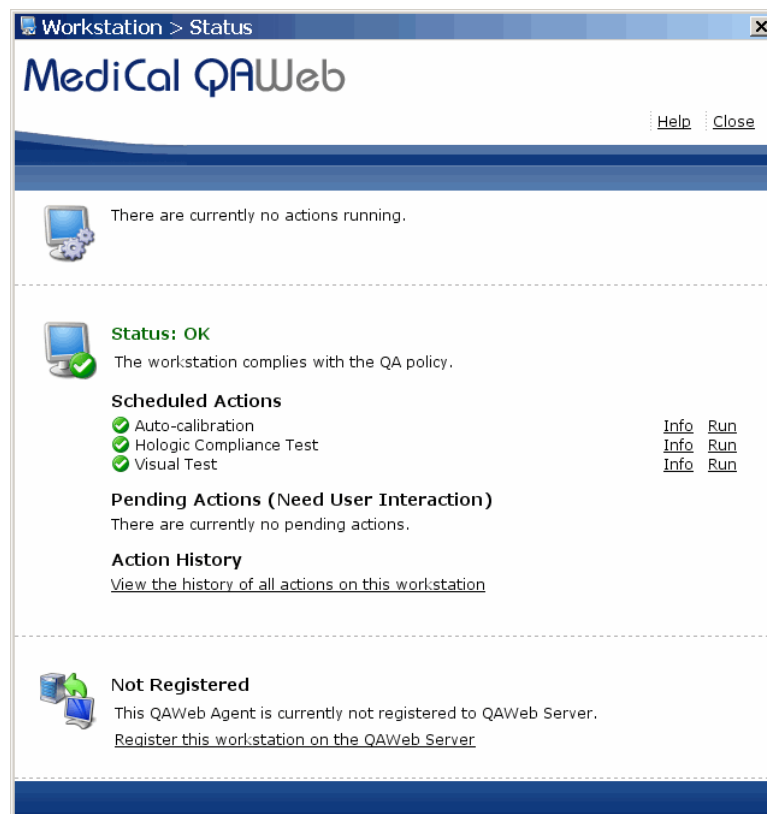 Workstation > Status
MediCal QAWeb
Help Close
There are currently no actions running.
Status: OK
The workstation complies with the QA policy.
Scheduled Actions
Auto-calibration Info Run
Hologic Compliance Test Info Run
Visual Test Info Run
Pending Actions (Need User Interaction)
There are currently no pending actions.
Action History
View the history of all actions on this workstation
Not Registered
This QAWeb Agent is currently not registered to QAWeb Server.
Register this workstation on the QAWeb Server